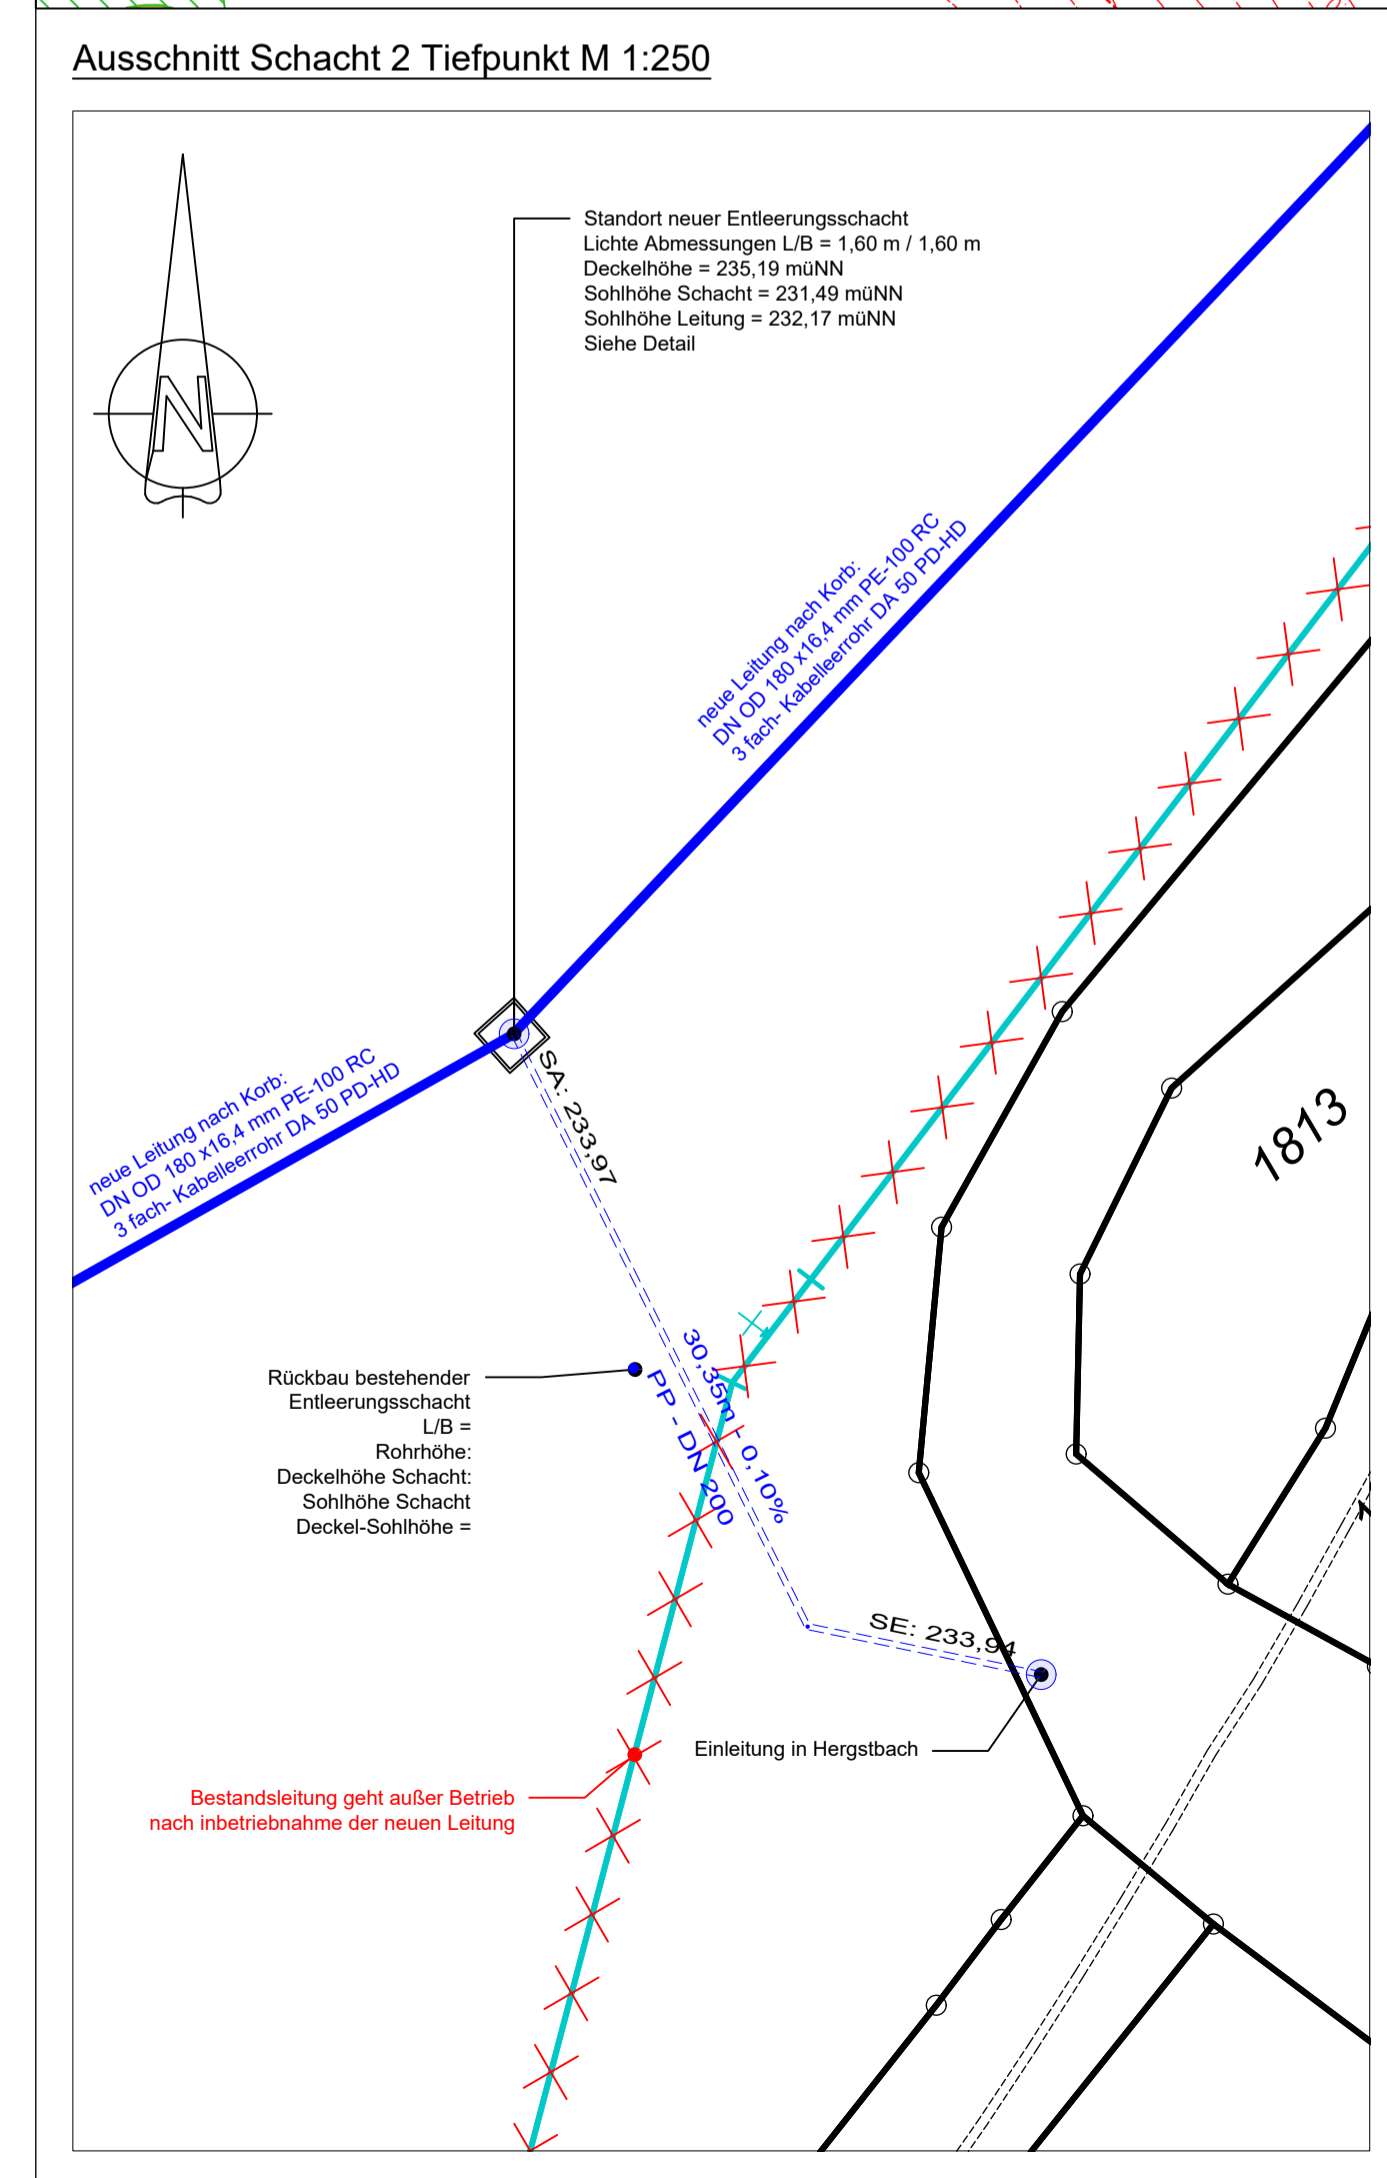 Ausschnitt Schacht 2 Tiefpunkt M 1:250
N
Standort neuer Entleerungsschacht
Lichte Abmessungen L/B = 1,60 m / 1,60 m
Deckelhöhe = 235,19 müNN
Sohlhöhe Schacht = 231,49 müNN
Sohlhöhe Leitung = 232,17 müNN
Siehe Detail
neue Leitung nach Korb:
DN OD 180 x16,4 mm PE-100 RC
3 fach- Kabelleerrohr DA 50 PD-HD
neue Leitung nach Korb:
DN OD 180 x16,4 mm PE-100 RC
3 fach- Kabelleerrohr DA 50 PD-HD
SA: 233,97
1813
30,35m - 0,10%
PP - DN 200
Rückbau bestehender
Entleerungsschacht
L/B =
Rohrhöhe:
Deckelhöhe Schacht:
Sohlhöhe Schacht
Deckel-Sohlhöhe =
SE: 233,94
Einleitung in Hergstbach
Bestandsleitung geht außer Betrieb
nach inbetriebnahme der neuen Leitung